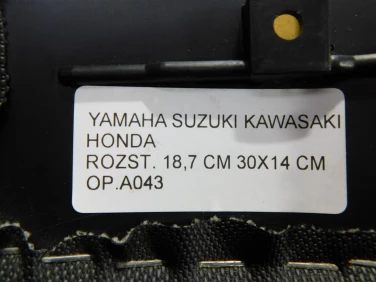 YAMAHA SUZUKI KAWASAKI
HONDA
ROZST. 18,7 CM 30X14 CM
OP.A043